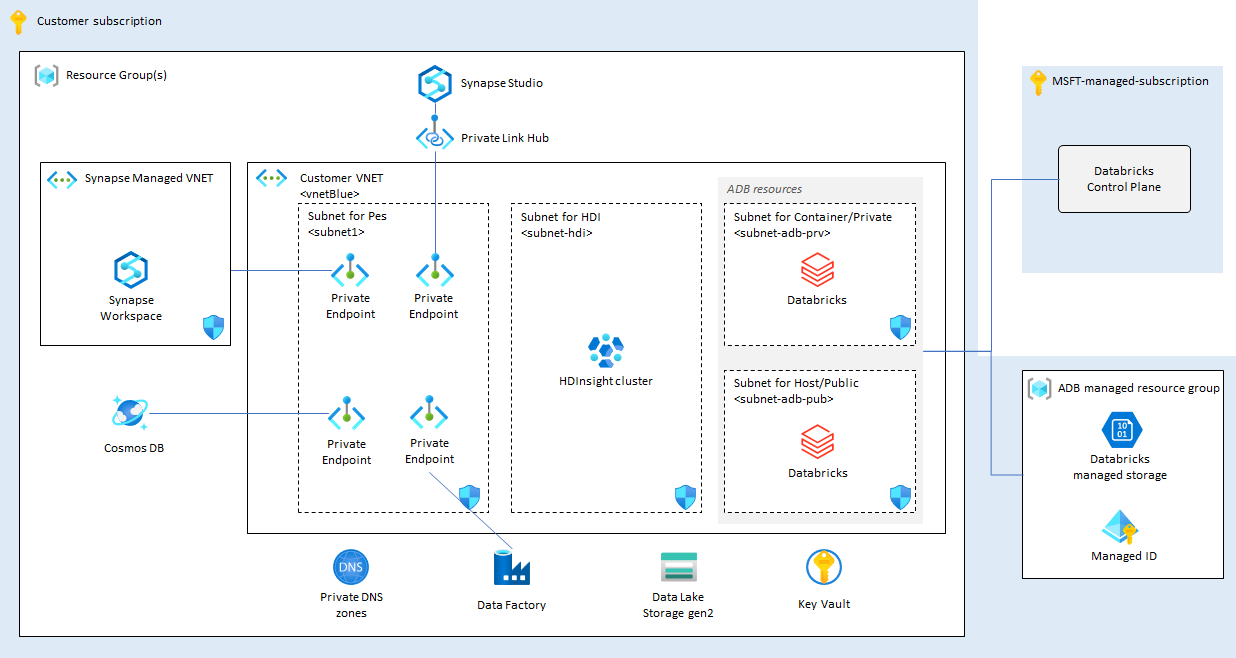 Customer subscription
Resource Group(s)
Synapse Studio
Private Link Hub
Synapse Managed VNET
Synapse
Workspace
Cosmos DB
Customer VNET
<vnetBlue>
Subnet for Pes
<subnet1>
Private
Endpoint
Private
Endpoint
Private
Endpoint
Private
Endpoint
Subnet for HDI
<subnet-hdi>
HDInsight cluster
ADB resources
Subnet for Container/Private
<subnet-adb-prv>
Databricks
Subnet for Host/Public
<subnet-adb-pub>
Databricks
DNS
Private DNS
zones
Data Factory
Data Lake
Storage gen2
Key Vault
MSFT-managed-subscription
Databricks
Control Plane
ADB managed resource group
10
01
Databricks
managed storage
Managed ID